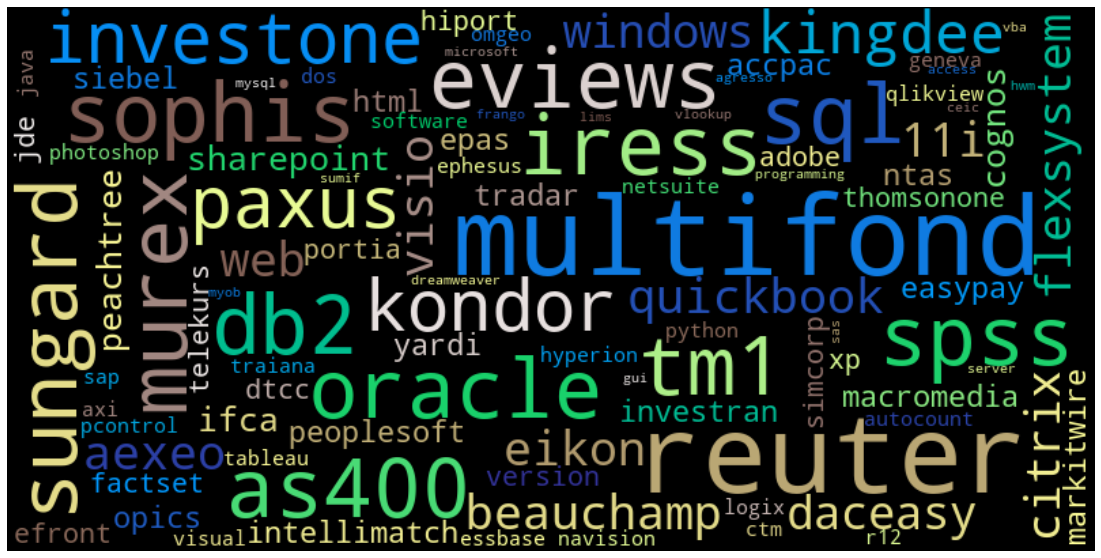 investone
hiport
omgeo
microsoft
windows
kingdee
vba
java
siebel
mysql
dos
sophis
html
software
eviews
accpac
agresso
geneva
access
hwm
frango
lims
vlookup
sql
qlikview
ceic
11i
cognos
flexsystem
jde
photoshop
sharepoint
epas
ephesus
iress
adobe
programming
ntas
sungard
peachtree
murex
sumif
paxus
visio
tradar
netsuite
thomsonone
multifond
web
portia
telekurs
dreamweaver
myob
db2
kondor
quickbook
easypay
yardi
traiana
hyperion
python
tm1
simcorp
sas
spss
xp
server
sap
dtcc
oracle
gui
investran
macromedia
autocount
axi
pcontrol
ifca
peoplesoft
eikon
reuter
citrix
markitwire
aexeo
tableau
factset
as400
version
opics
beauchamp
logix
daceasy
efront
visual
intellimatch
essbase
navision
ctm
r12